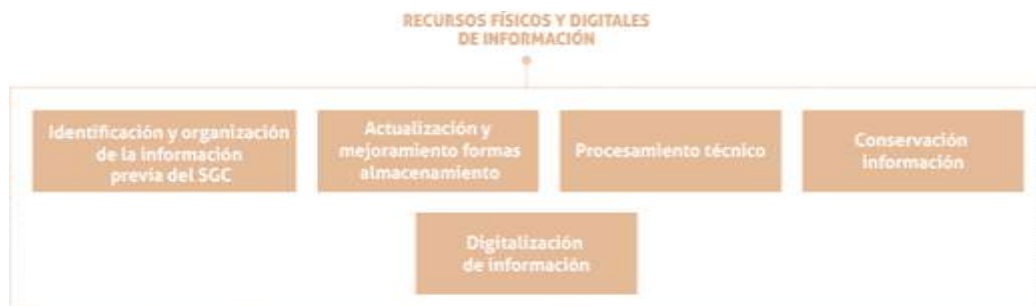 RECURSOS FÍSICOS Y DIGITALES
DE INFORMACIÓN
Identificación y organización
de la información
previa del SGC
Actualización y
mejoramiento formas
almacenamiento
Procesamiento técnico
Conservación
información
Digitalización
de información